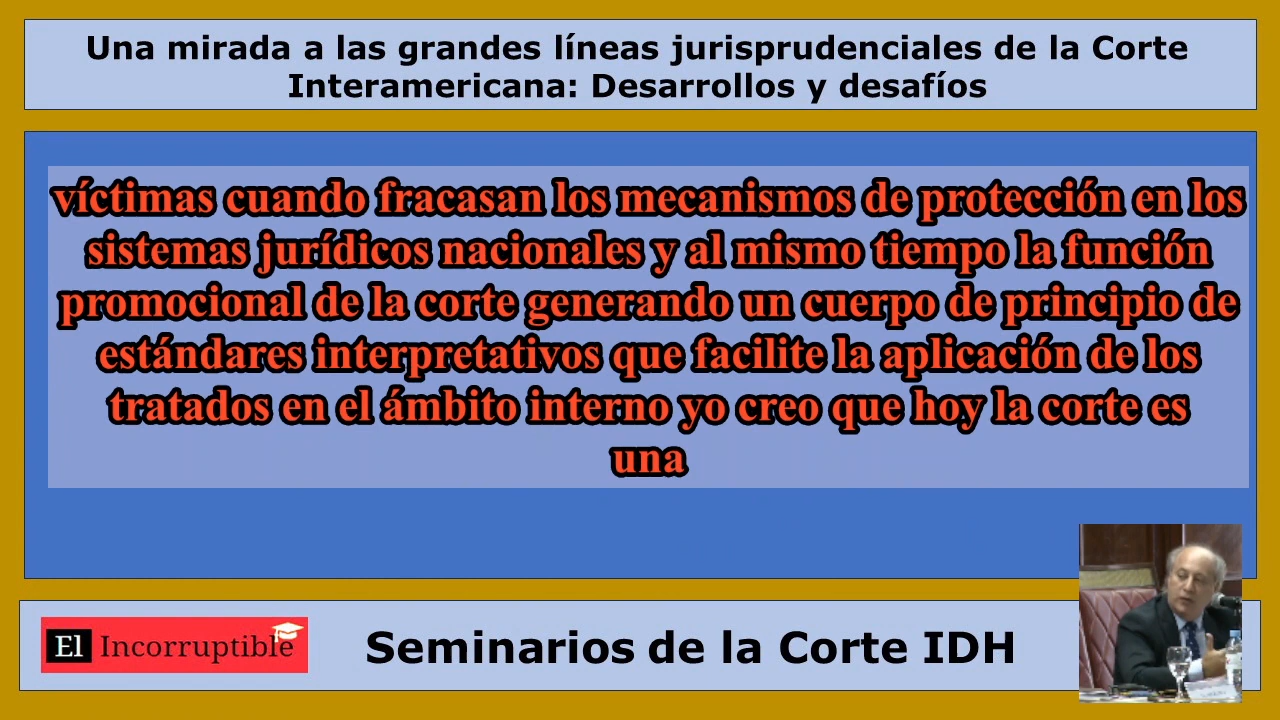 Una mirada a las grandes líneas jurisprudenciales de la Corte
Interamericana: Desarrollos y desafíos
víctimas cuando fracasan los mecanismos de protección en los
sistemas jurídicos nacionales y al mismo tiempo la función
promocional de la corte generando un cuerpo de principio de
estándares interpretativos que facilite la aplicación de los
tratados en el ámbito interno yo creo que hoy la corte es
una
El Incorruptible
Seminarios de la Corte IDH